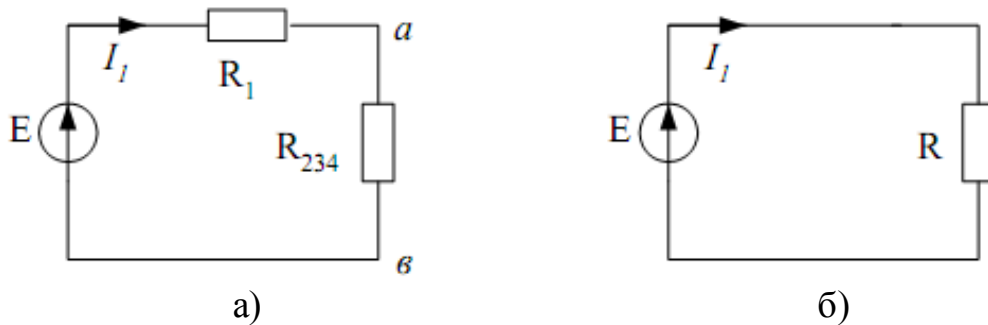 I₁ R₁ а
E R₂₃₄
в
а)
I₁
E R
б)